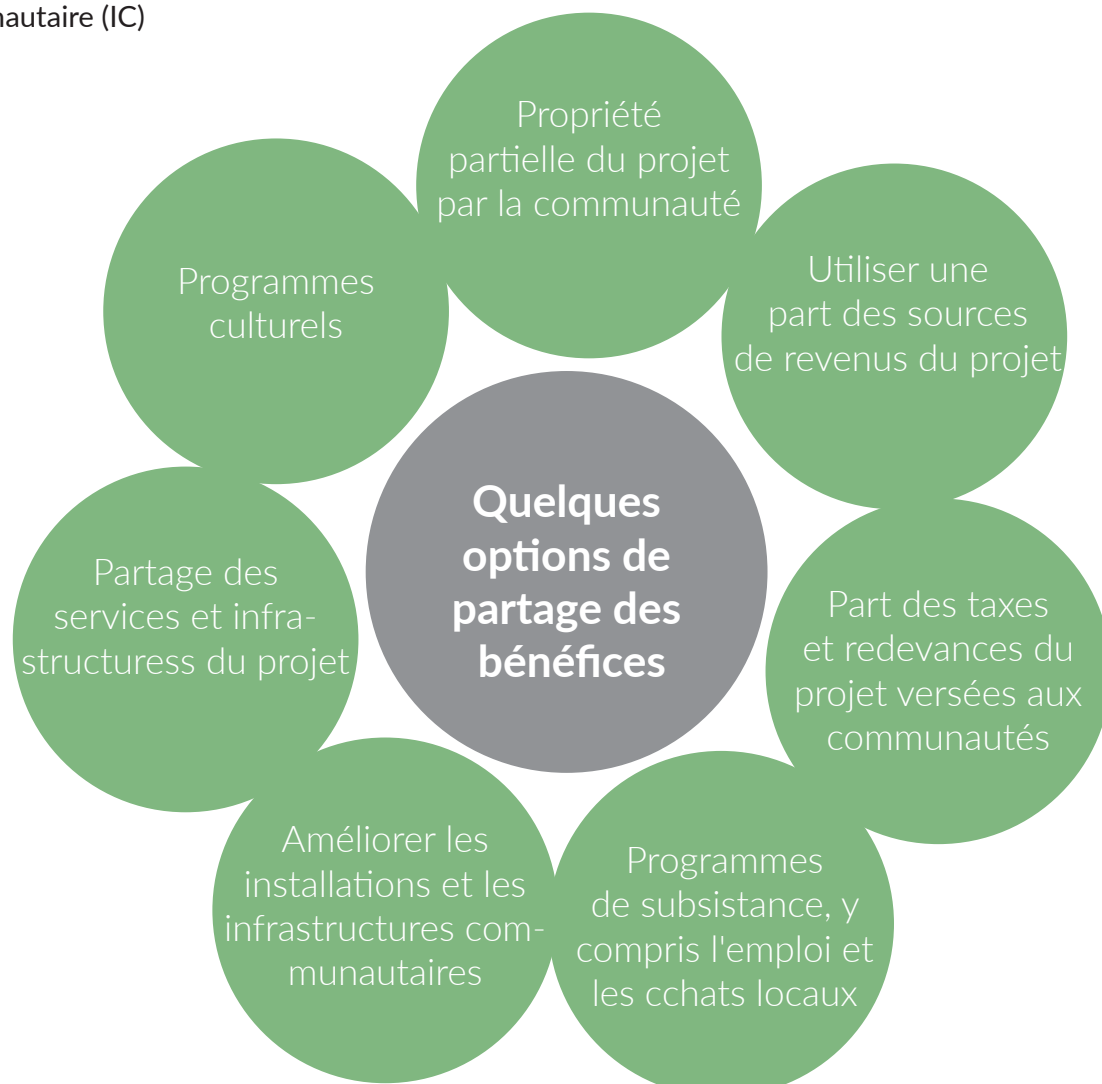 nautaire (IC)
Propriété
partielle du projet
par la communauté
Utiliser une
part des sources
de revenus du projet
Part des taxes
et redevances du
projet versées aux
communautés
Programmes
de subsistance, y
compris l'emploi et
les cchats locaux
Améliorer les
installations et les
infrastructures com-
munautaires
Partage des
services et infra-
structuress du projet
Programmes
culturels
Quelques
options de
partage des
bénéfices